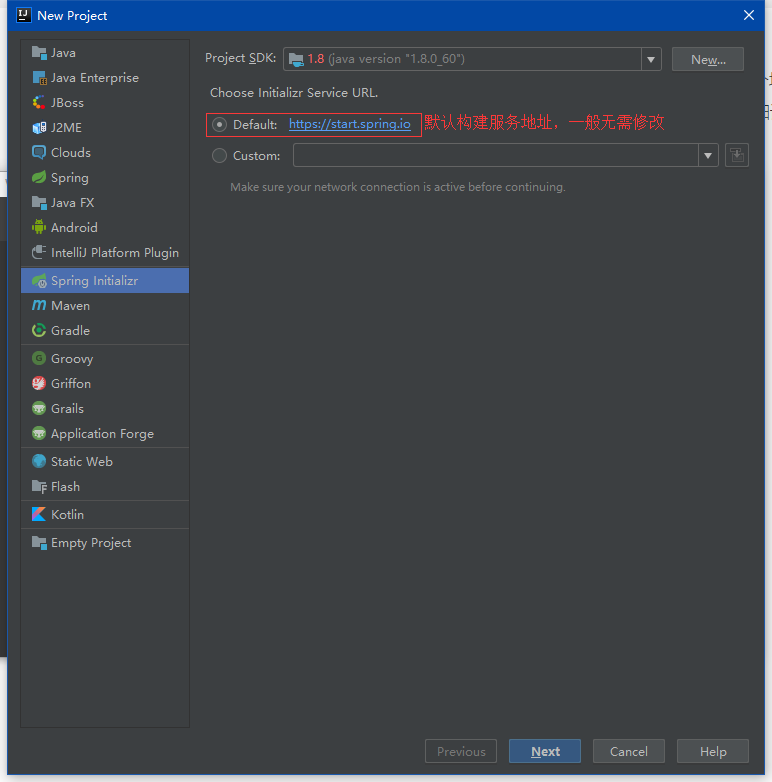 New Project
Java
Java Enterprise
JBoss
J2ME
Clouds
Spring
Java FX
Android
IntelliJ Platform Plugin
Spring Initializr
Maven
Gradle
Groovy
Griffon
Grails
Application Forge
Static Web
Flash
Kotlin
Empty Project
Project SDK: 1.8 (java version "1.8.0_60") New...
Choose Initializr Service URL.
Default: https://start.spring.io 默认构建服务地址，一般无需修改
Custom:
Make sure your network connection is active before continuing.
Previous Next Cancel Help